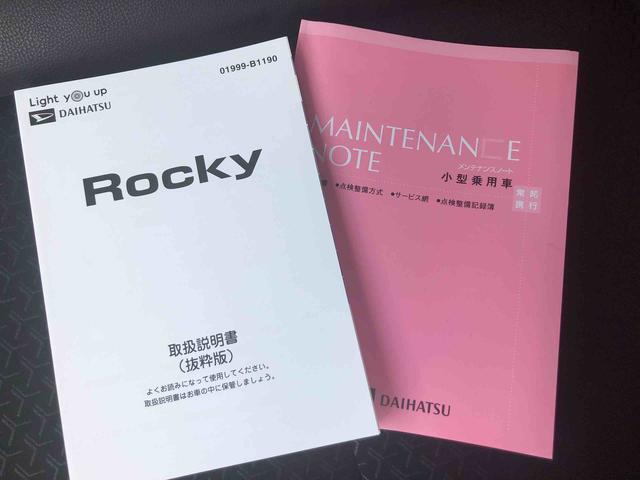 01999-B1190
Light you up
DAIHATSU
Rocky
取扱説明書
(抜粋版)
よくお読みになって使用してください。
取扱説明書はお車の中に保管しましょう。
MAINTENANCE
NOTE
メンテナンスノート
小型乗用車
常時
携行
●点検整備方式 ●サービス網 ●点検整備記録簿
DAIHATSU